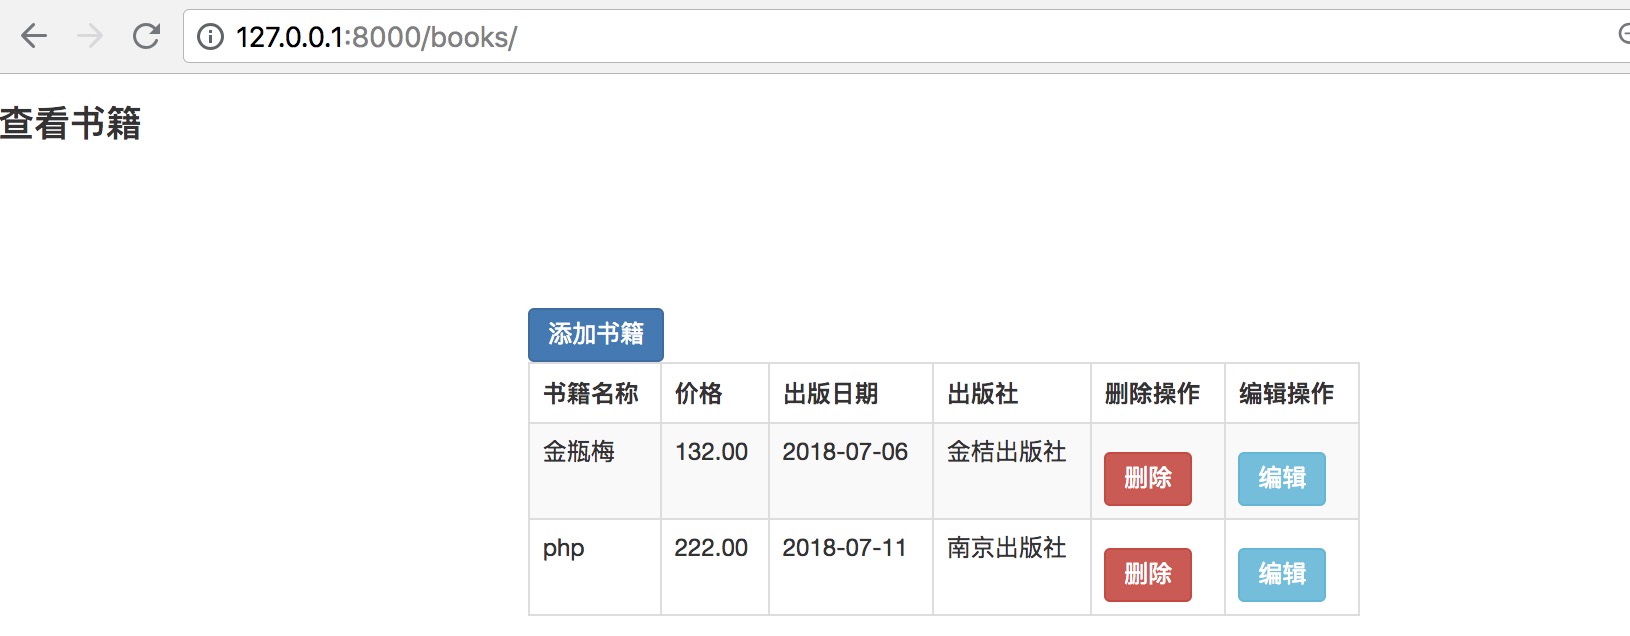 127.0.0.1:8000/books/
查看书籍
添加书籍
书籍名称 价格 出版日期 出版社 删除操作 编辑操作
金瓶梅 132.00 2018-07-06 金桔出版社 删除 编辑
php 222.00 2018-07-11 南京出版社 删除 编辑